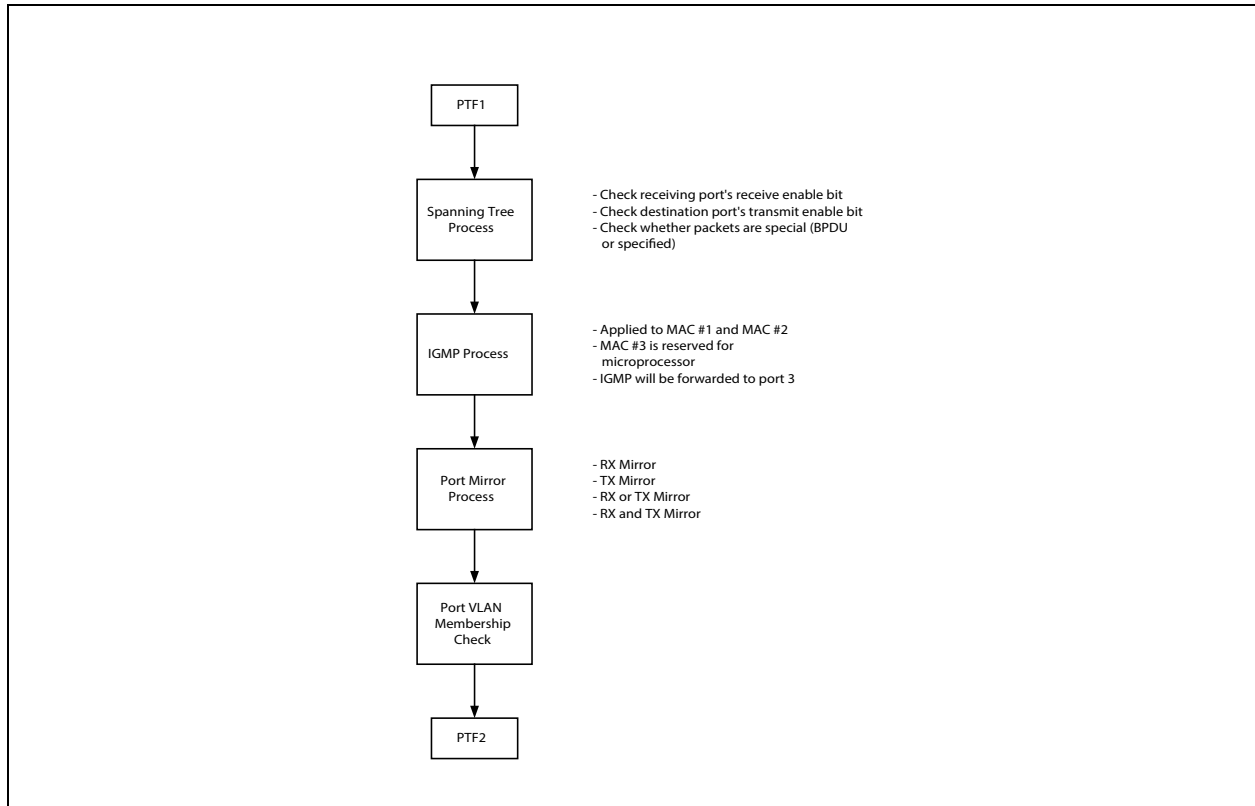 PTF1
Spanning Tree
Process
- Check receiving port's receive enable bit
- Check destination port's transmit enable bit
- Check whether packets are special (BPDU
or specified)
IGMP Process
- Applied to MAC #1 and MAC #2
- MAC #3 is reserved for
microprocessor
- IGMP will be forwarded to port 3
Port Mirror
Process
- RX Mirror
- TX Mirror
- RX or TX Mirror
- RX and TX Mirror
Port VLAN
Membership
Check
PTF2